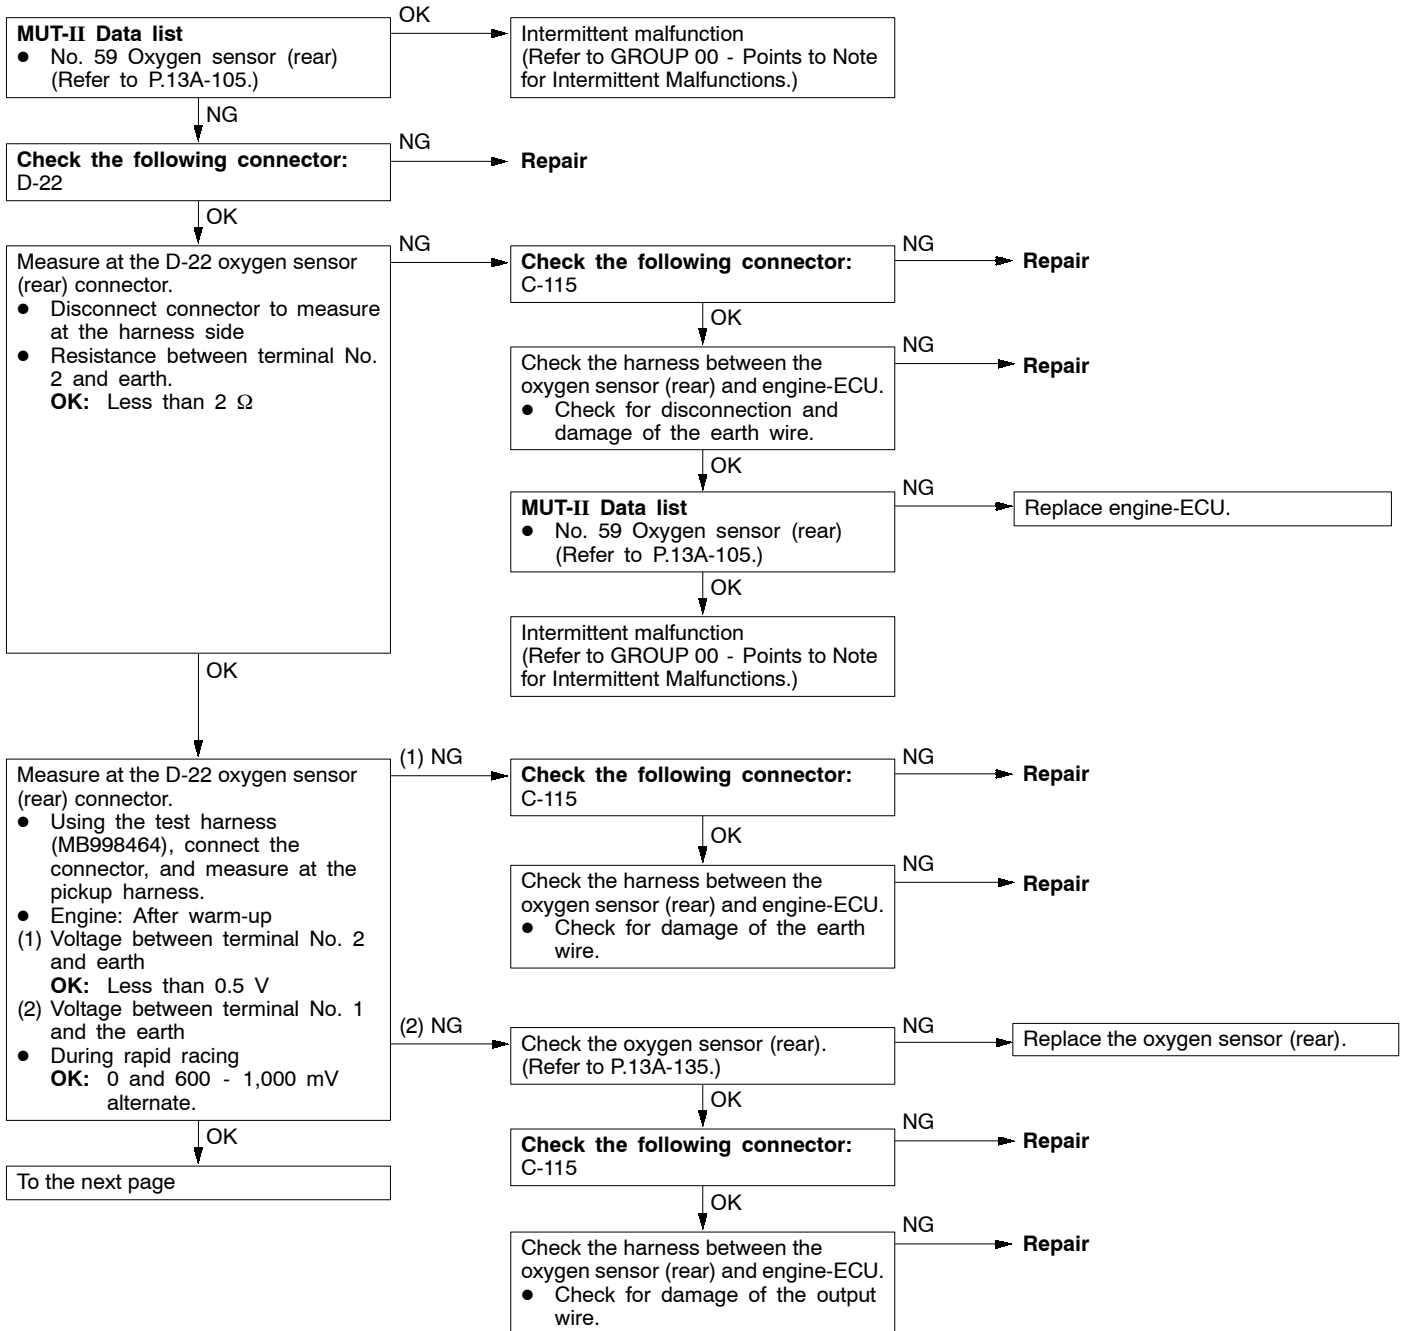 MUT-II Data list
● No. 59 Oxygen sensor (rear)
(Refer to P.13A-105.)
OK
Intermittent malfunction
(Refer to GROUP 00 - Points to Note
for Intermittent Malfunctions.)
NG
Check the following connector:
D-22
NG
Repair
OK
Measure at the D-22 oxygen sensor
(rear) connector.
● Disconnect connector to measure
at the harness side
● Resistance between terminal No.
2 and earth.
OK: Less than 2 Ω
NG
Check the following connector:
C-115
NG
Repair
OK
Check the harness between the
oxygen sensor (rear) and engine-ECU.
● Check for disconnection and
damage of the earth wire.
NG
Repair
OK
MUT-II Data list
● No. 59 Oxygen sensor (rear)
(Refer to P.13A-105.)
NG
Replace engine-ECU.
OK
Intermittent malfunction
(Refer to GROUP 00 - Points to Note
for Intermittent Malfunctions.)
OK
Measure at the D-22 oxygen sensor
(rear) connector.
● Using the test harness
(MB998464), connect the
connector, and measure at the
pickup harness.
● Engine: After warm-up
(1) Voltage between terminal No. 2
and earth
OK: Less than 0.5 V
(2) Voltage between terminal No. 1
and the earth
● During rapid racing
OK: 0 and 600 - 1,000 mV
alternate.
(1) NG
Check the following connector:
C-115
NG
Repair
OK
Check the harness between the
oxygen sensor (rear) and engine-ECU.
● Check for damage of the earth
wire.
NG
Repair
(2) NG
Check the oxygen sensor (rear).
(Refer to P.13A-135.)
NG
Replace the oxygen sensor (rear).
OK
Check the following connector:
C-115
NG
Repair
OK
Check the harness between the
oxygen sensor (rear) and engine-ECU.
● Check for damage of the output
wire.
NG
Repair
OK
To the next page